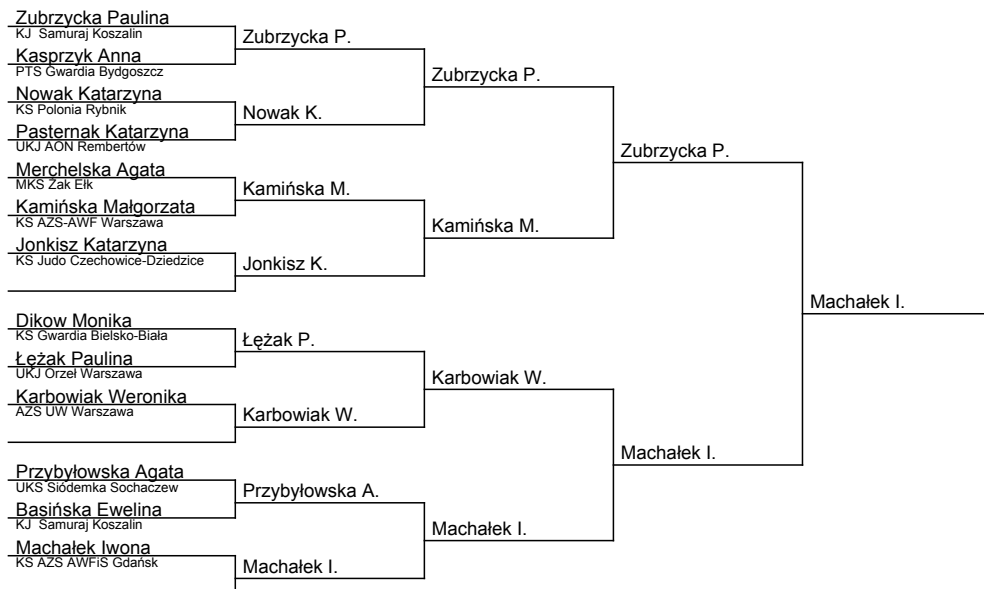 Zubrzycka Paulina
KJ Samuraj Koszalin
Zubrzycka P.
Kasprzyk Anna
PTS Gwardia Bydgoszcz
Zubrzycka P.
Nowak Katarzyna
KS Polonia Rybnik
Nowak K.
Pasternak Katarzyna
UKJ AON Rembertów
Zubrzycka P.
Merchelska Agata
MKS Żak Ełk
Kamińska M.
Kamińska Małgorzata
KS AZS-AWF Warszawa
Kamińska M.
Jonkisz Katarzyna
KS Judo Czechowice-Dziedzice
Jonkisz K.
Machałek I.
Dikow Monika
KS Gwardia Bielsko-Biała
Łężak P.
Łężak Paulina
UKJ Orzeł Warszawa
Karbowiak W.
Karbowiak Weronika
AZS UW Warszawa
Karbowiak W.
Machałek I.
Przybyłowska Agata
UKS Siódemka Sochaczew
Przybyłowska A.
Basińska Ewelina
KJ Samuraj Koszalin
Machałek I.
Machałek Iwona
KS AZS AWFiS Gdańsk
Machałek I.